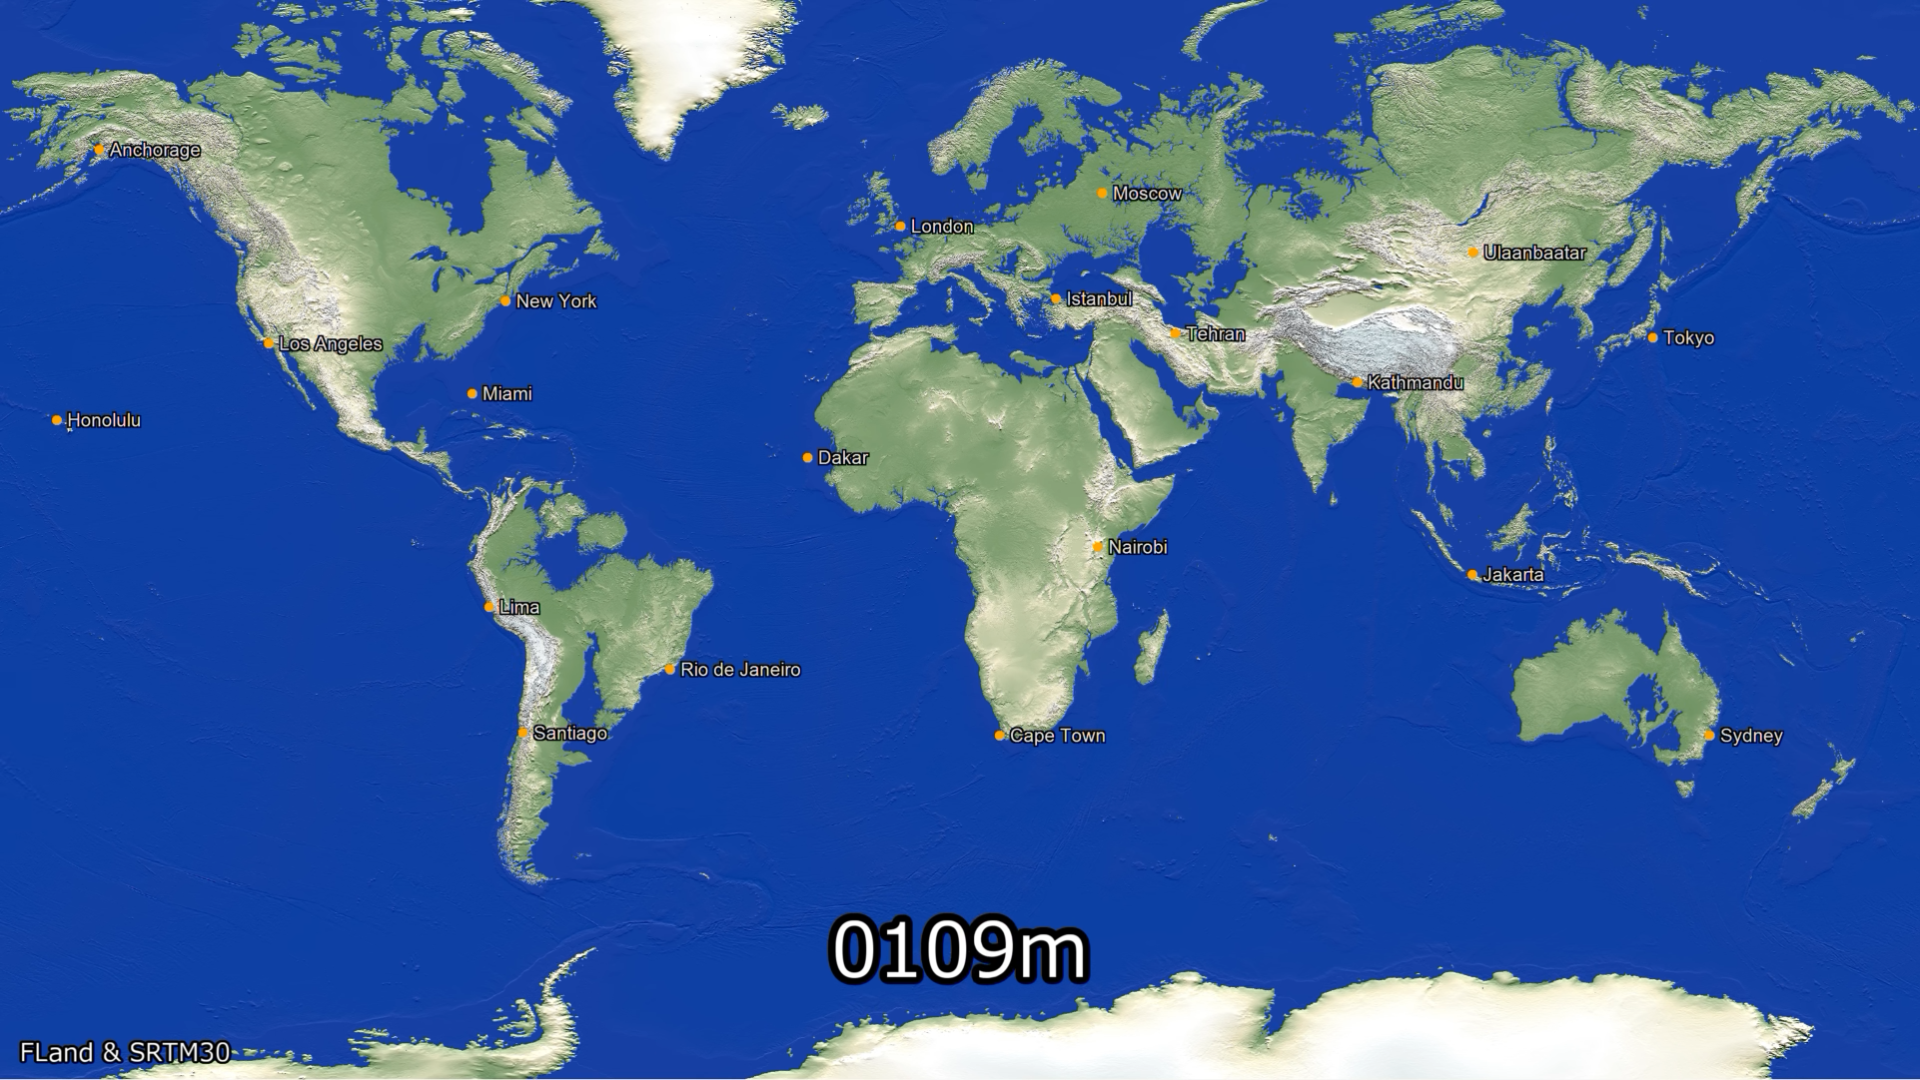 Anchorage
Moscow
London
Ulaanbaatar
New York
Istanbul
Tehran
Los Angeles
Tokyo
Kathmandu
Miami
Honolulu
Dakar
Nairobi
Jakarta
Lima
Rio de Janeiro
Santiago
Cape Town
Sydney
0109m
FLand & SRTM30